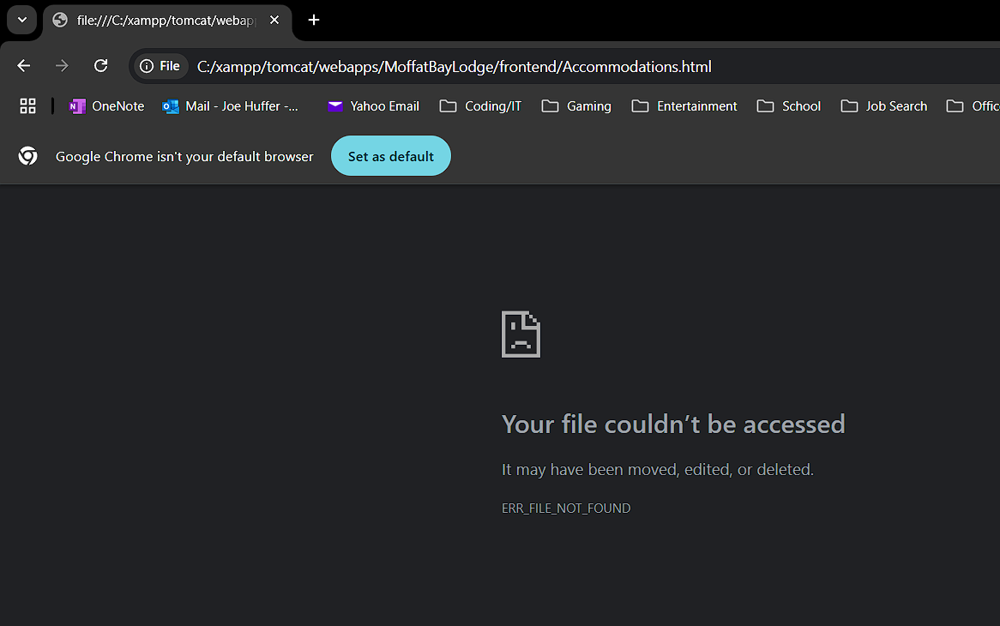 file:///C:/xampp/tomcat/webap
File C:/xampp/tomcat/webapps/MoffatBayLodge/frontend/Accommodations.html
OneNote Mail - Joe Huffer -... Yahoo Email Coding/IT Gaming Entertainment School Job Search Offic
Google Chrome isn't your default browser Set as default
Your file couldn’t be accessed
It may have been moved, edited, or deleted.
ERR_FILE_NOT_FOUND